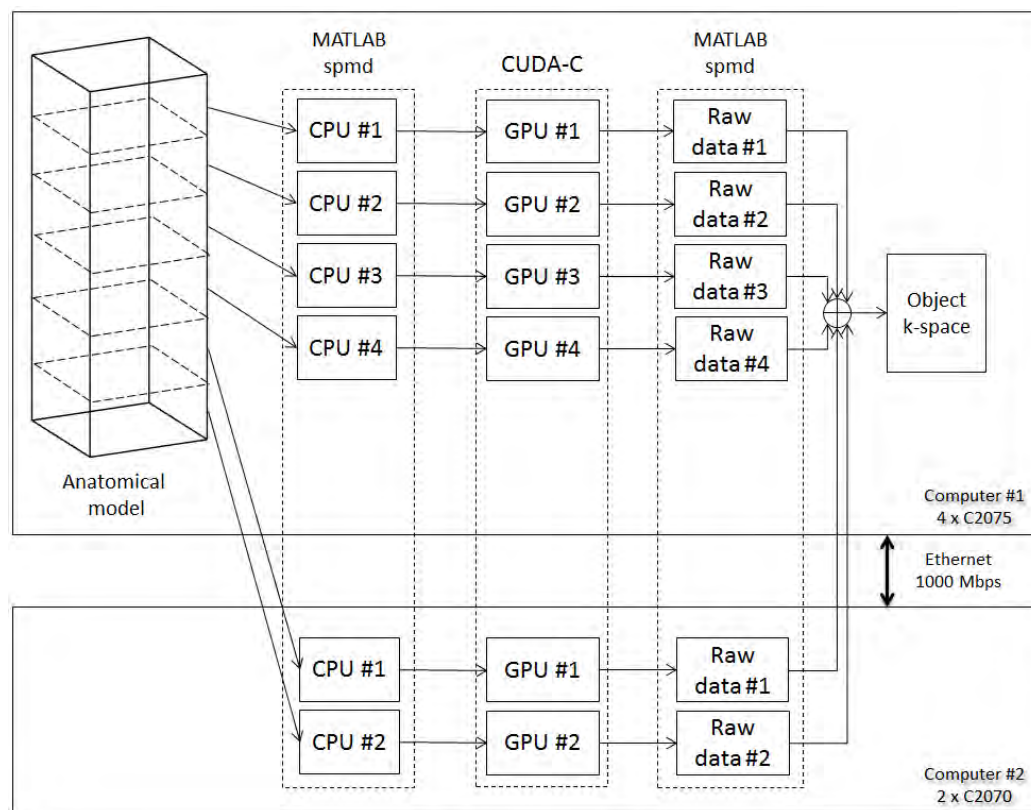 MATLAB
spmd
CUDA-C
MATLAB
spmd
CPU #1
GPU #1
Raw
data #1
CPU #2
GPU #2
Raw
data #2
CPU #3
GPU #3
Raw
data #3
CPU #4
GPU #4
Raw
data #4
Object
k-space
Anatomical
model
Computer #1
4 x C2075
Ethernet
1000 Mbps
CPU #1
GPU #1
Raw
data #1
CPU #2
GPU #2
Raw
data #2
Computer #2
2 x C2070